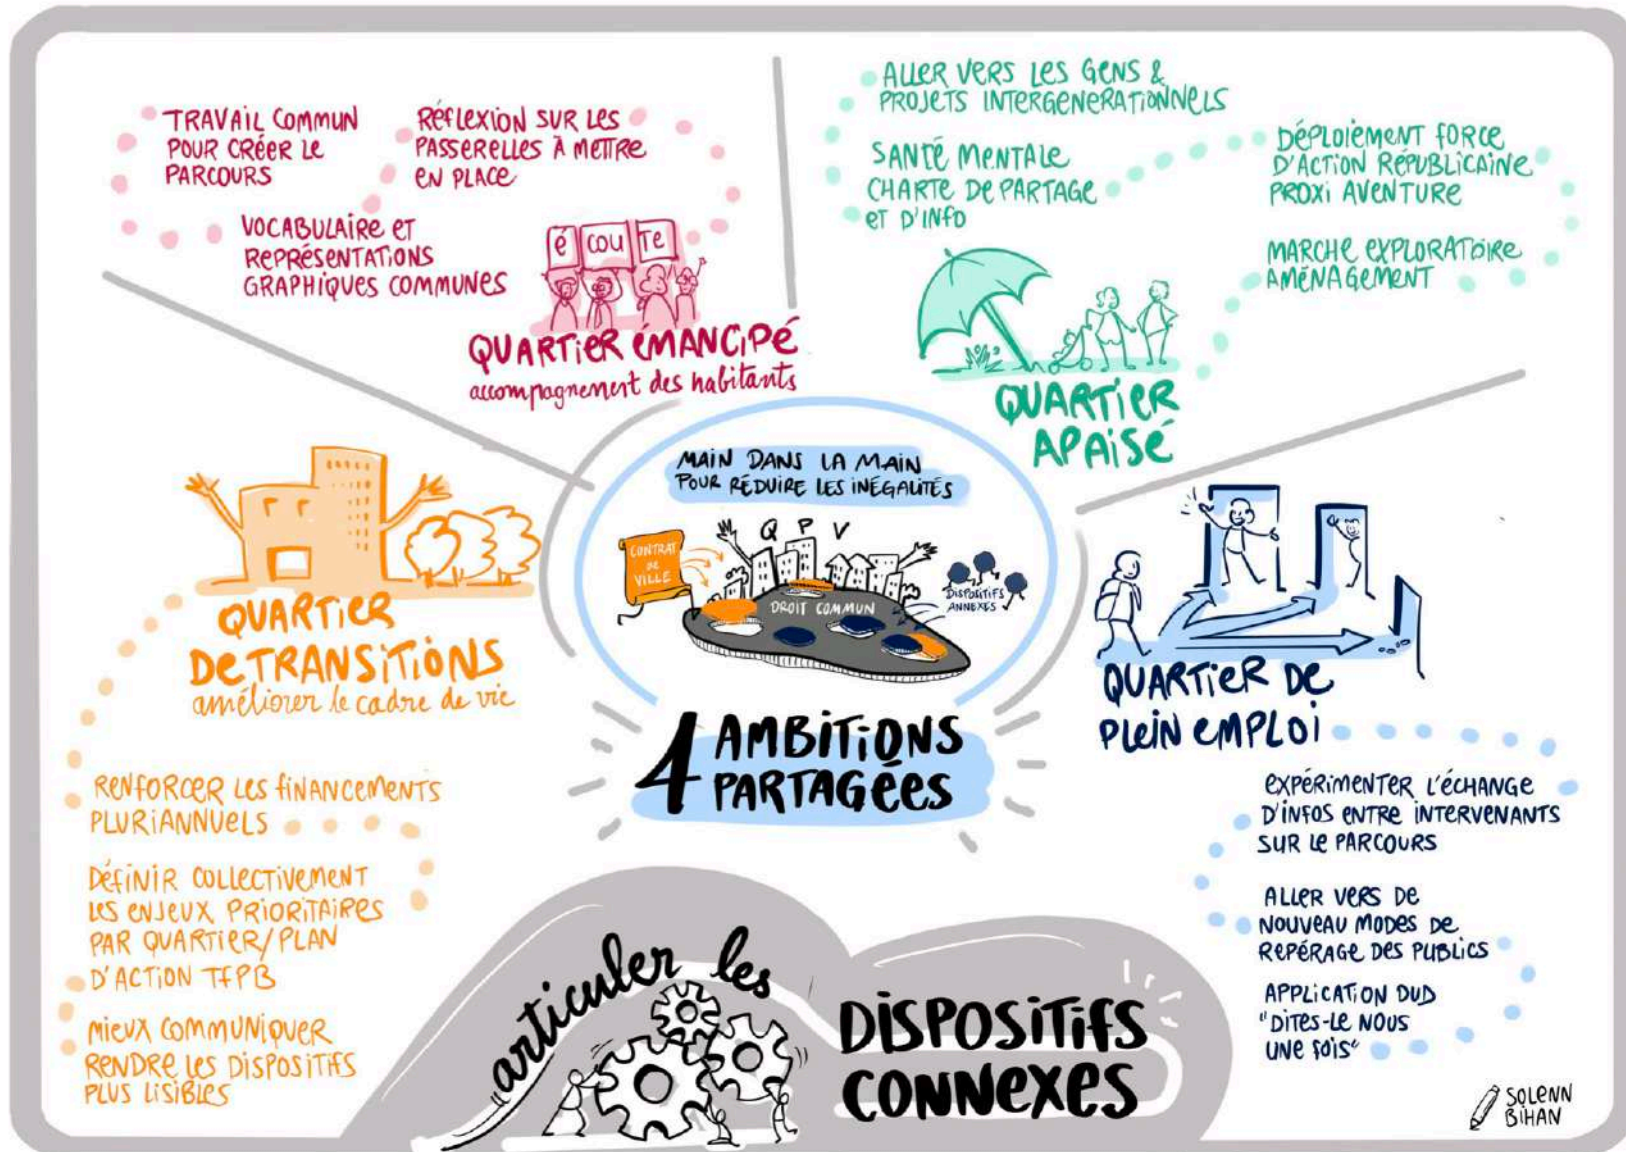 TRAVAIL COMMUN
POUR CRÉER LE
PARCOURS
RÉFLEXION SUR LES
PASSERELLES À METTRE
EN PLACE
VOCABULAIRE ET
REPRÉSENTATIONS
GRAPHIQUES COMMUNES
é COU TE
QUARTIER ÉMANCIPÉ
accompagnement des habitants
ALLER VERS LES GENS &
PROJETS INTERGENERATIONNELS
SANTÉ MENTALE
CHARTE DE PARTAGE
ET D'INFO
DÉPLOIEMENT FORCE
D'ACTION RÉPUBLICAINE
PROXI AVENTURE
MARCHE EXPLORATOIRE
AMÉNAGEMENT
QUARTIER
APAISÉ
MAIN DANS LA MAIN
POUR RÉDUIRE LES INÉGALITÉS
Q P V
CONTRAT
DE
VILLE
DROIT COMMUN
DISPOSITIFS
ANNEXES
4 AMBITIONS
PARTAGÉES
QUARTIER
DE TRANSITIONS
améliorer le cadre de vie
RENFORCER LES FINANCEMENTS
PLURIANNUELS
DÉFINIR COLLECTIVEMENT
LES ENJEUX PRIORITAIRES
PAR QUARTIER/PLAN
D'ACTION TFPB
MIEUX COMMUNIQUER
RENDRE LES DISPOSITIFS
PLUS LISIBLES
QUARTIER DE
PLEIN EMPLOI
EXPÉRIMENTER L'ÉCHANGE
D'INFOS ENTRE INTERVENANTS
SUR LE PARCOURS
ALLER VERS DE
NOUVEAU MODES DE
REPÉRAGE DES PUBLICS
APPLICATION DUD
"DITES-LE NOUS
UNE FOIS"
articuler les
DISPOSITIFS
CONNEXES
SOLENN
BIHAN